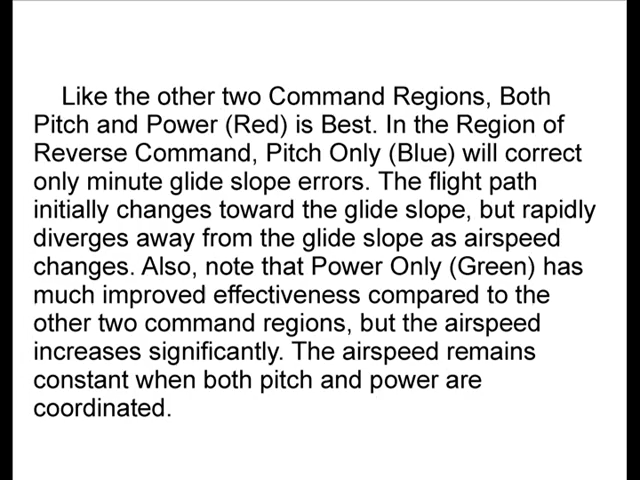 Like the other two Command Regions, Both
Pitch and Power (Red) is Best. In the Region of
Reverse Command, Pitch Only (Blue) will correct
only minute glide slope errors. The flight path
initially changes toward the glide slope, but rapidly
diverges away from the glide slope as airspeed
changes. Also, note that Power Only (Green) has
much improved effectiveness compared to the
other two command regions, but the airspeed
increases significantly. The airspeed remains
constant when both pitch and power are
coordinated.